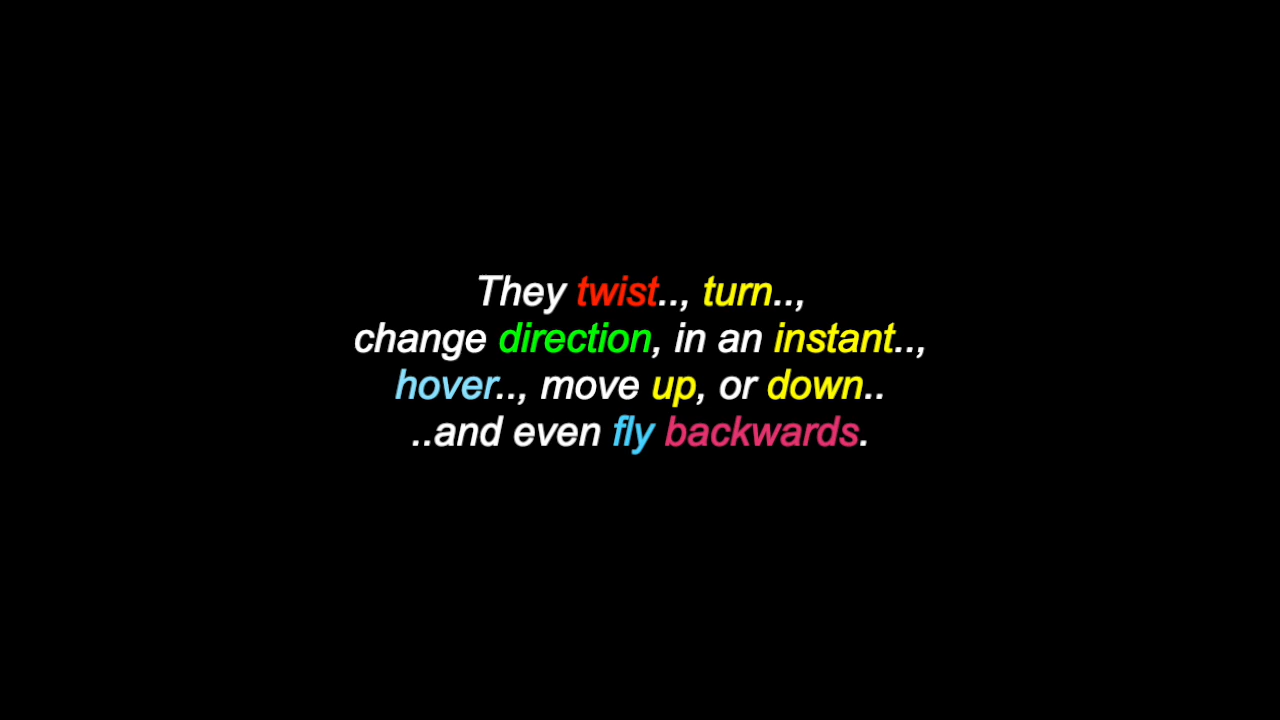 They twist.., turn..,
change direction, in an instant..,
hover.., move up, or down..
..and even fly backwards.